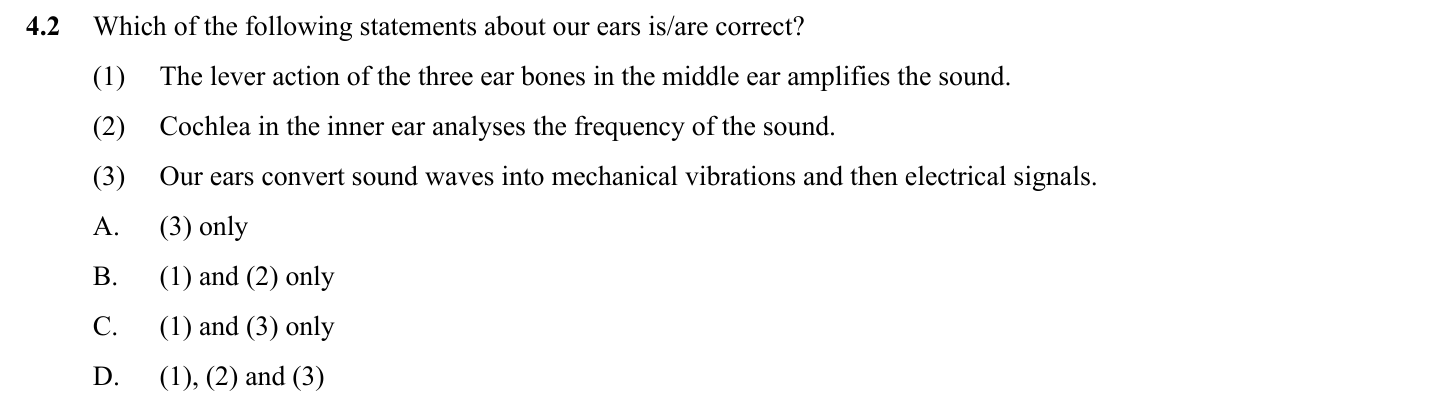 4.2 Which of the following statements about our ears is/are correct?
(1) The lever action of the three ear bones in the middle ear amplifies the sound.
(2) Cochlea in the inner ear analyses the frequency of the sound.
(3) Our ears convert sound waves into mechanical vibrations and then electrical signals.
A. (3) only
B. (1) and (2) only
C. (1) and (3) only
D. (1), (2) and (3)